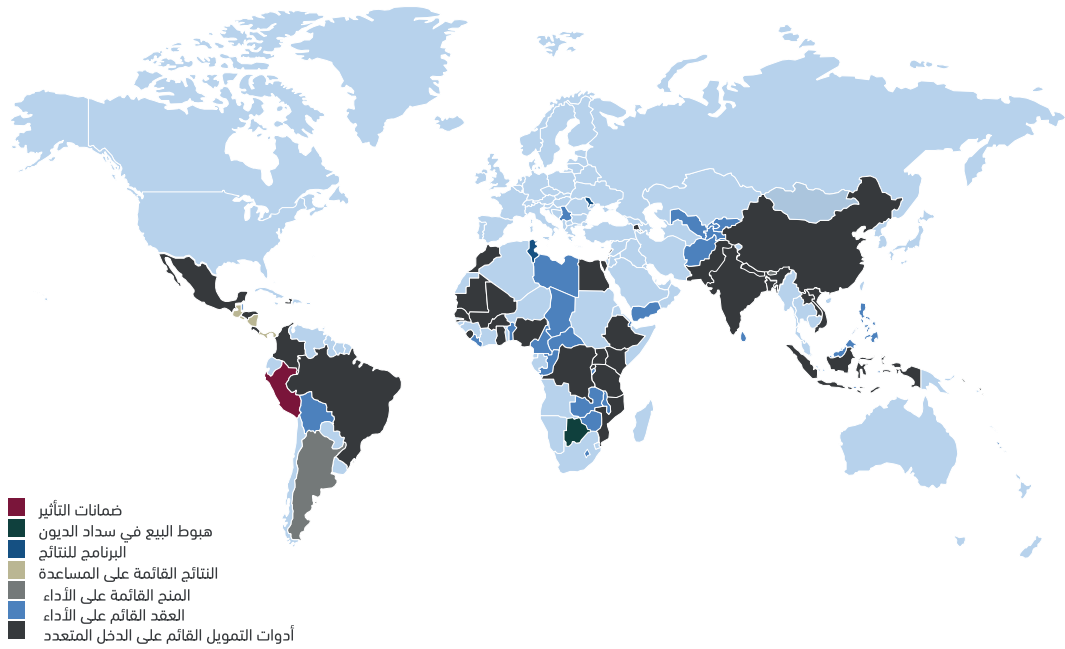 ضمانات التأثير
هبوط البيع في سداد الديون
البرنامج للنتائج
النتائج القائمة على المساعدة
المنح القائمة على الأداء
العقد القائم على الأداء
أدوات التمويل القائم على الدخل المتعدد